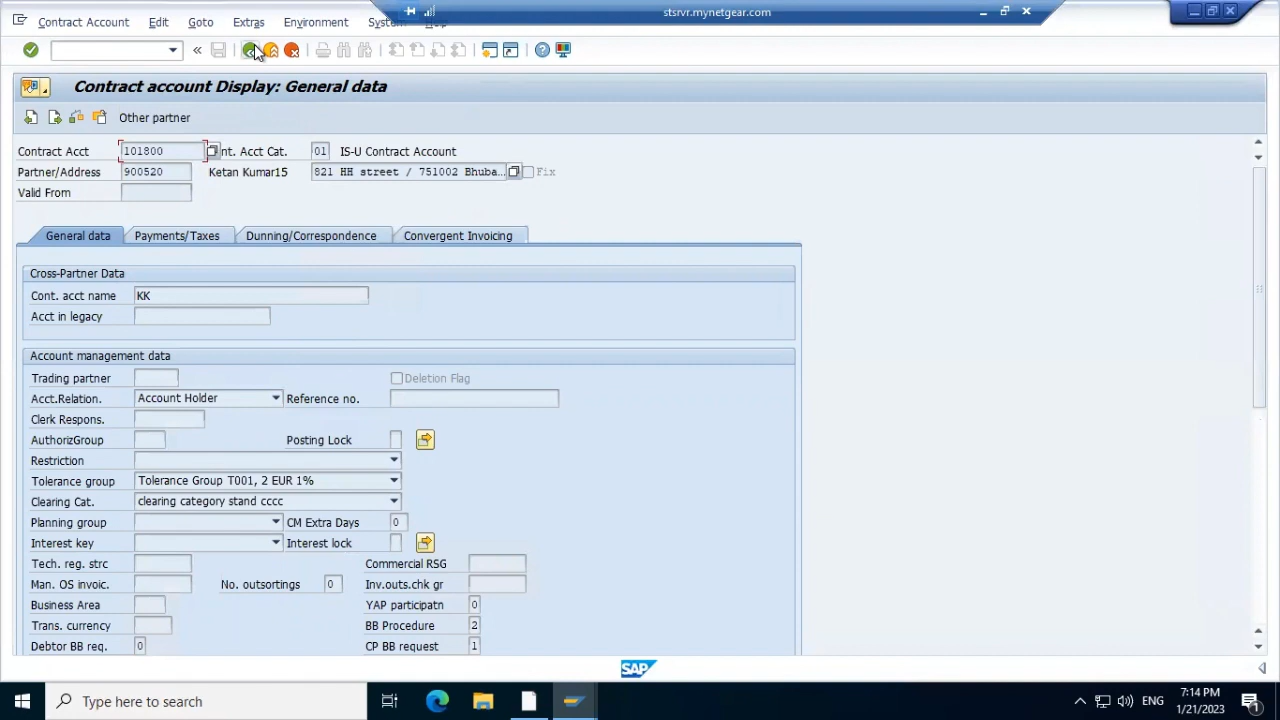 stsrvr.mynetgear.com
Contract Account Edit Goto Extras Environment System Help
Contract account Display: General data
Other partner
Contract Acct 101800 nt. Acct Cat. 01 IS-U Contract Account
Partner/Address 900520 Ketan Kumar15 821 HH street / 751002 Bhuba... Fix
Valid From
General data Payments/Taxes Dunning/Correspondence Convergent Invoicing
Cross-Partner Data
Cont. acct name KK
Acct in legacy
Account management data
Trading partner Deletion Flag
Acct.Relation. Account Holder Reference no.
Clerk Respons.
AuthorizGroup Posting Lock
Restriction
Tolerance group Tolerance Group T001, 2 EUR 1%
Clearing Cat. clearing category stand cccc
Planning group CM Extra Days 0
Interest key Interest lock
Tech. reg. strc Commercial RSG
Man. OS invoic. No. outsortings 0 Inv.outs.chk gr
Business Area YAP participatn 0
Trans. currency BB Procedure 2
Debtor BB req. 0 CP BB request 1
SAP
Type here to search ENG 7:14 PM
1/21/2023 1